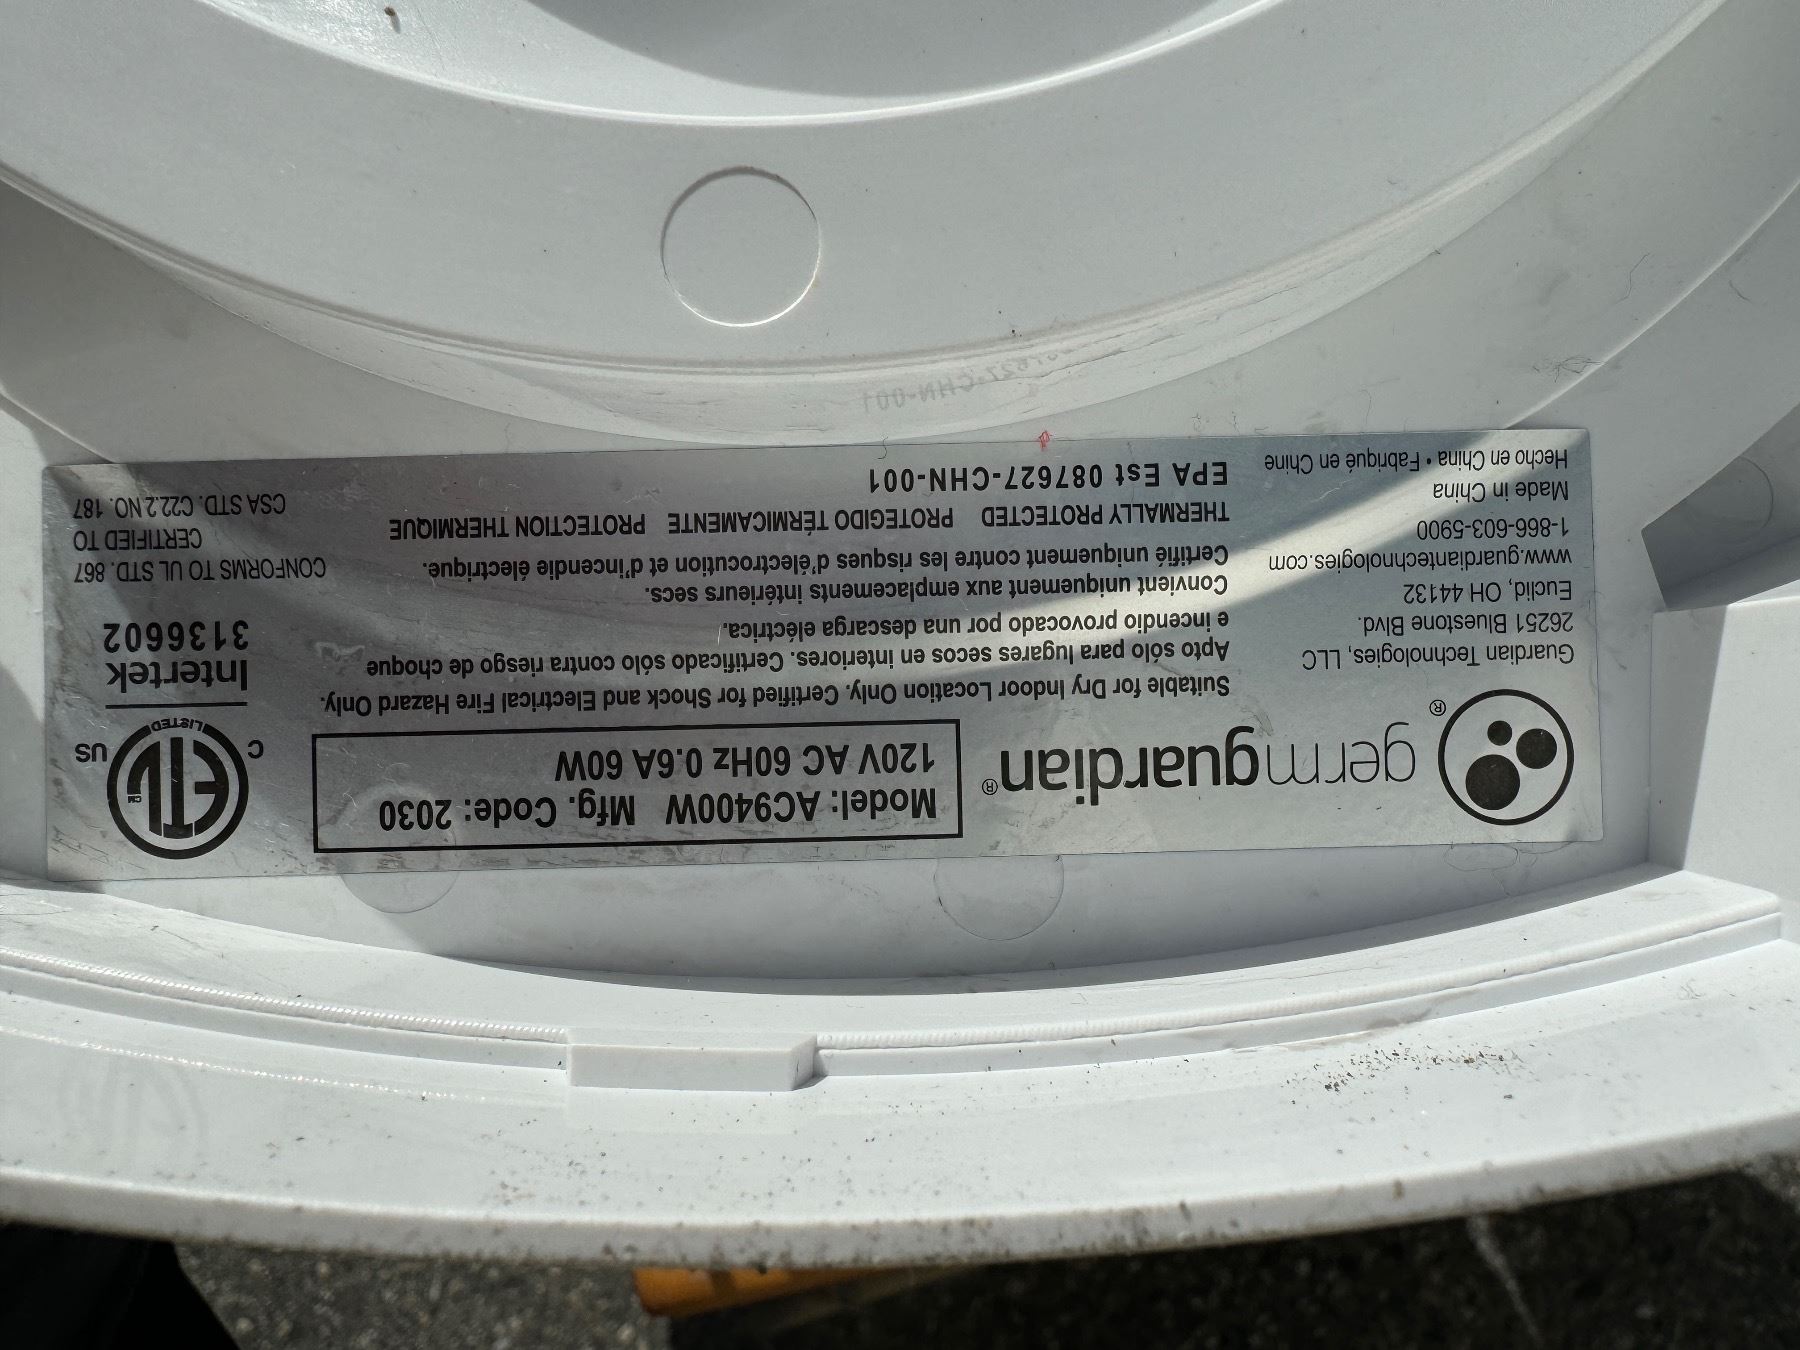 germguardian®
®
Guardian Technologies, LLC
26251 Bluestone Blvd.
Euclid, OH 44132
www.guardiantechnologies.com
1-866-603-5900
Made in China
Hecho en China • Fabriqué en Chine
Model: AC9400W Mfg. Code: 2030
120V AC 60Hz 0.6A 60W
Suitable for Dry Indoor Location Only. Certified for Shock and Electrical Fire Hazard Only.
Apto sólo para lugares secos en interiores. Certificado sólo contra riesgo de choque
e incendio provocado por una descarga eléctrica.
Convient uniquement aux emplacements intérieurs secs.
Certifié uniquement contre les risques d'électrocution et d'incendie électrique.
THERMALLY PROTECTED PROTEGIDO TÉRMICAMENTE PROTECTION THERMIQUE
EPA Est 087627-CHN-001
C ETL US
CM
LISTED
Intertek
3136602
CONFORMS TO UL STD. 867
CERTIFIED TO
CSA STD. C22.2 NO. 187